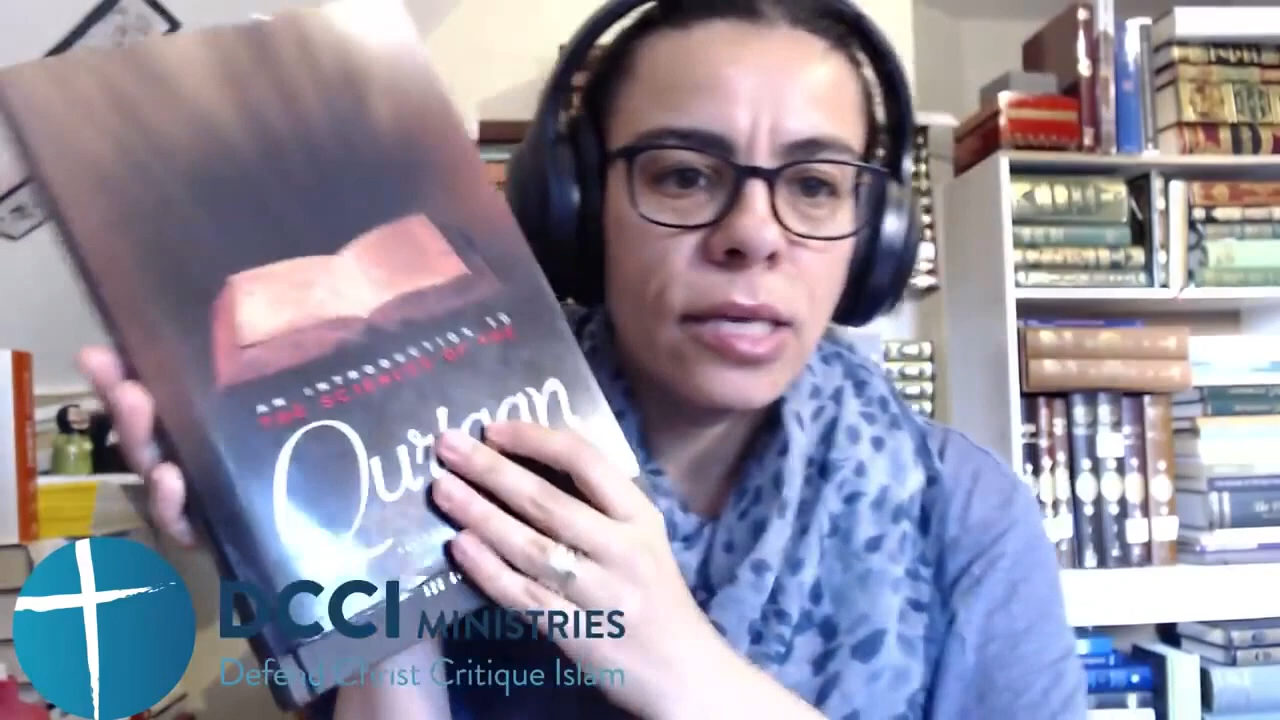 AN INTRODUCTION TO
THE SCIENCES OF THE
Qur'aan
DCCI MINISTRIES
Defend Christ Critique Islam